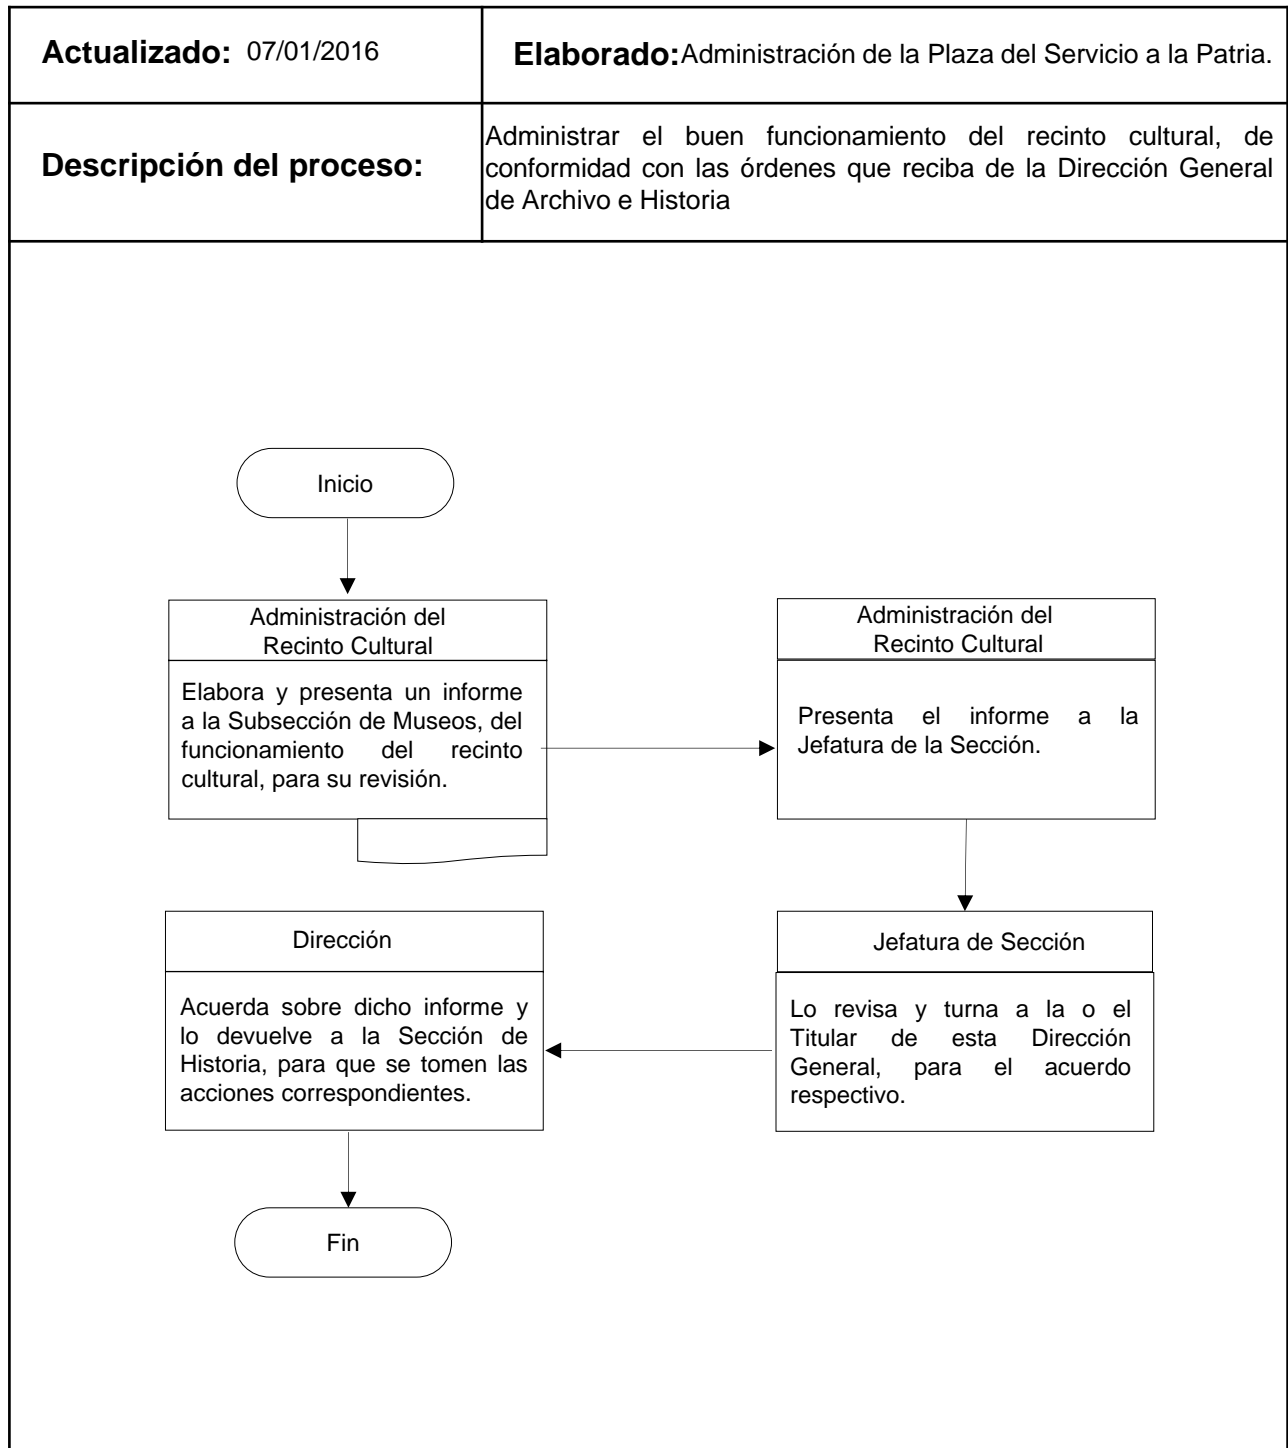 Actualizado: 07/01/2016
Elaborado: Administración de la Plaza del Servicio a la Patria.
Descripción del proceso:
Administrar el buen funcionamiento del recinto cultural, de
conformidad con las órdenes que reciba de la Dirección General
de Archivo e Historia
Inicio
Administración del
Recinto Cultural
Elabora y presenta un informe
a la Subsección de Museos, del
funcionamiento del recinto
cultural, para su revisión.
Administración del
Recinto Cultural
Presenta el informe a la
Jefatura de la Sección.
Jefatura de Sección
Lo revisa y turna a la o el
Titular de esta Dirección
General, para el acuerdo
respectivo.
Dirección
Acuerda sobre dicho informe y
lo devuelve a la Sección de
Historia, para que se tomen las
acciones correspondientes.
Fin